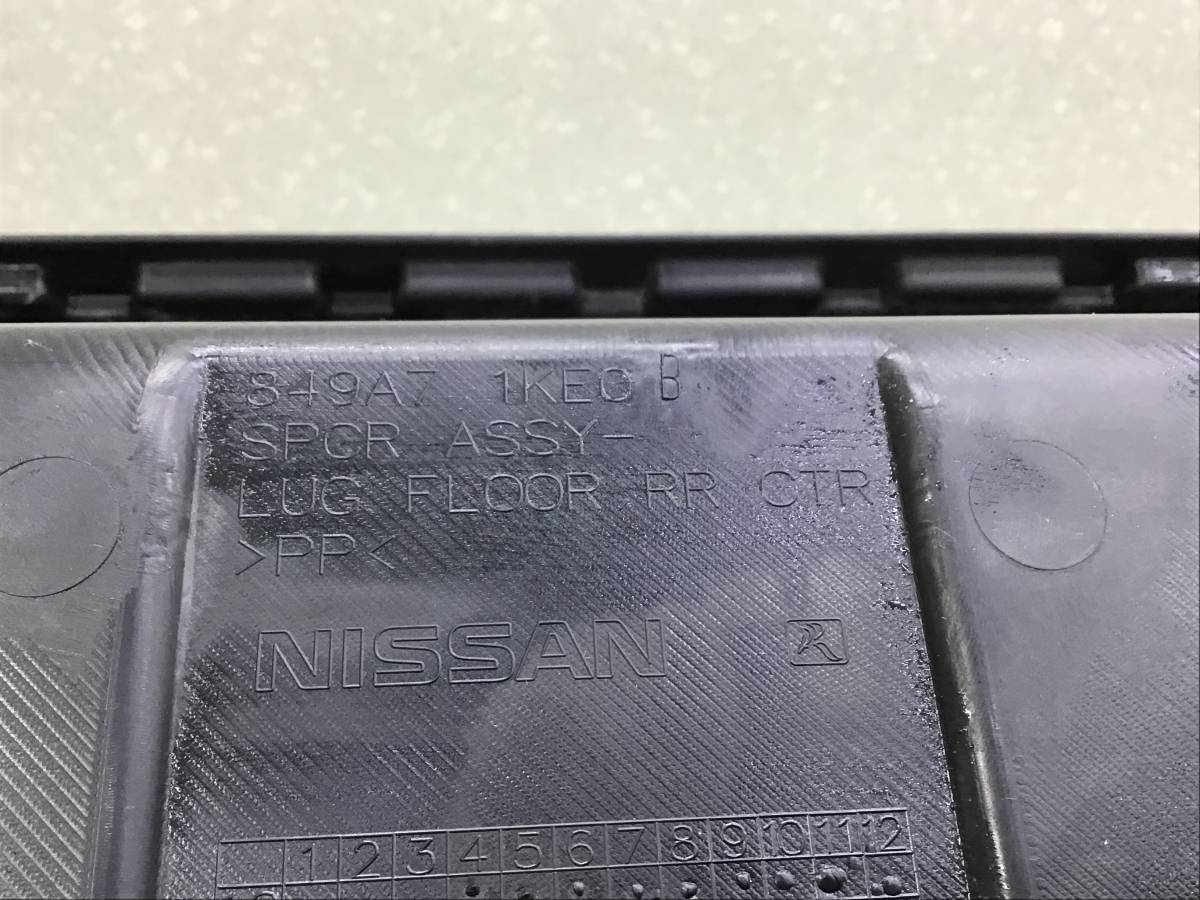 849A7 1KE0B
SPCR ASSY-
LUG FLOOR RR CTR
>PP<
NISSAN R
1 2 3 4 5 6 7 8 9 10 11 12